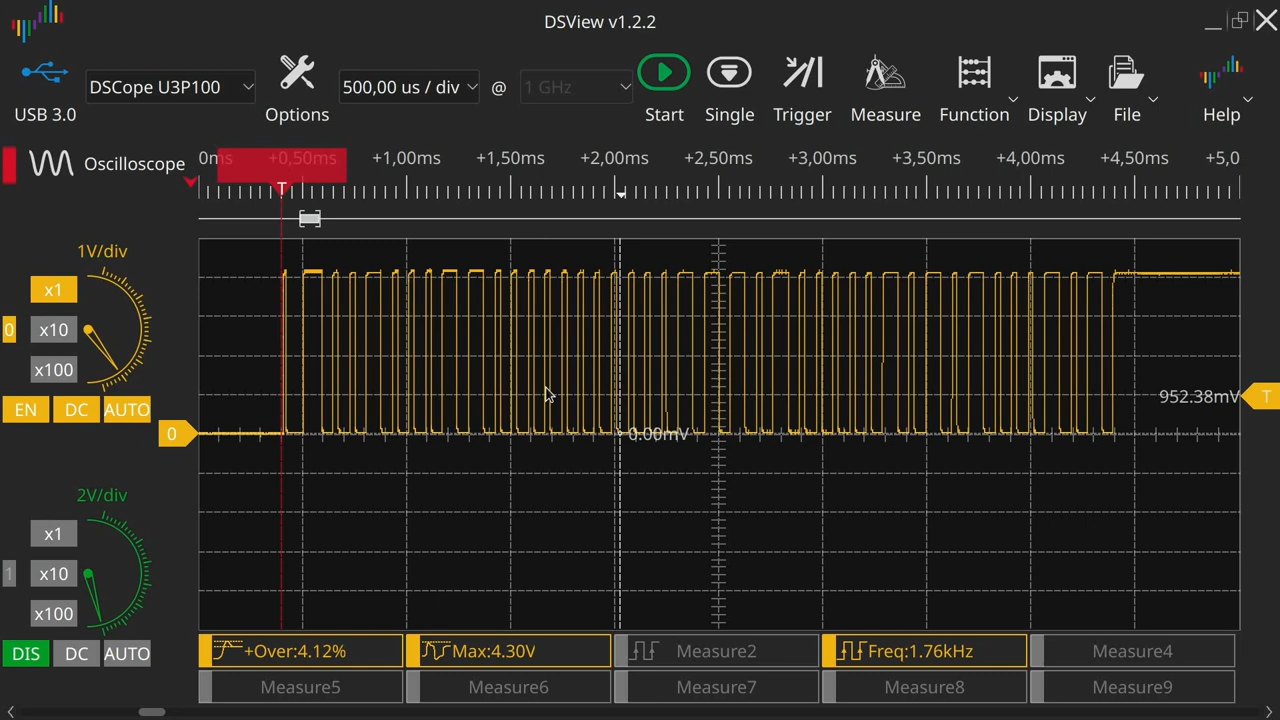 DSView v1.2.2
USB 3.0
DSCope U3P100
Options
500,00 us / div
@
1 GHz
Start
Single
Trigger
Measure
Function
Display
File
Help
Oscilloscope
0ms +0,50ms +1,00ms +1,50ms +2,00ms +2,50ms +3,00ms +3,50ms +4,00ms +4,50ms +5,0
T
1V/div
x1
0 x10
x100
EN DC AUTO
952.38mV T
0
0.00mV
2V/div
x1
1 x10
x100
DIS DC AUTO
+Over:4.12% Max:4.30V Measure2 Freq:1.76kHz Measure4
Measure5 Measure6 Measure7 Measure8 Measure9